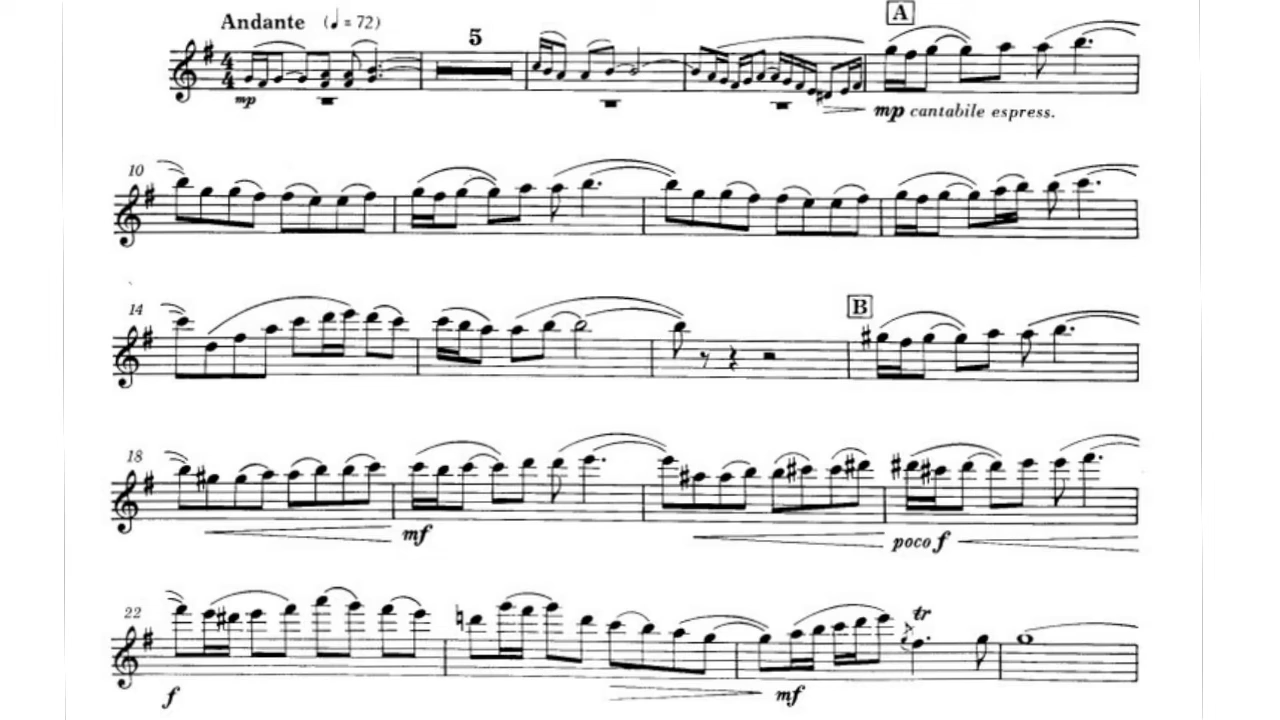 Andante (♩ = 72)
5
A
mp
mp cantabile espress.
10
14
B
18
mf
poco f
22
tr
f
mf